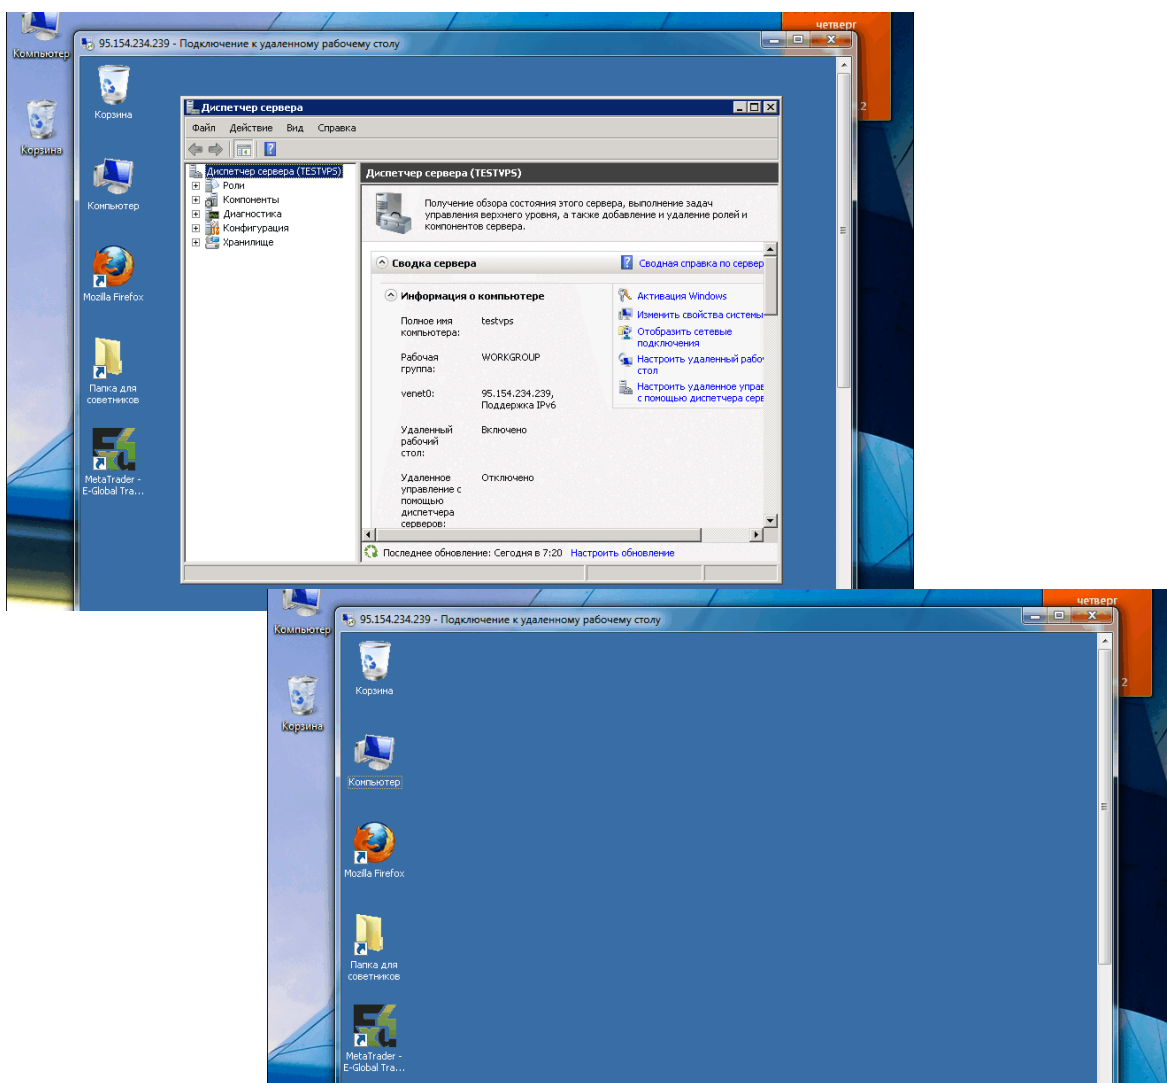 четверг
Компьютер
95.154.234.239 - Подключение к удаленному рабочему столу
2
Корзина
Корзина
Компьютер
Mozilla Firefox
Папка для
советников
MetaTrader -
E-Global Tra...
Диспетчер сервера
Файл Действие Вид Справка
Диспетчер сервера (TESTVPS)
Роли
Компоненты
Диагностика
Конфигурация
Хранилище
Диспетчер сервера (TESTVPS)
Получение обзора состояния этого сервера, выполнение задач
управления верхнего уровня, а также добавление и удаление ролей и
компонентов сервера.
Сводка сервера
Сводная справка по сервер
Информация о компьютере
Полное имя
компьютера:
testvps
Рабочая
группа:
WORKGROUP
venet0:
95.154.234.239,
Поддержка IPv6
Удаленный
рабочий
стол:
Включено
Удаленное
управление с
помощью
диспетчера
серверов:
Отключено
Активация Windows
Изменить свойства системы
Отобразить сетевые
подключения
Настроить удаленный рабо
стол
Настроить удаленное управ
с помощью диспетчера серв
Последнее обновление: Сегодня в 7:20 Настроить обновление
четверг
Компьютер
95.154.234.239 - Подключение к удаленному рабочему столу
2
Корзина
Корзина
Компьютер
Mozilla Firefox
Папка для
советников
MetaTrader -
E-Global Tra...